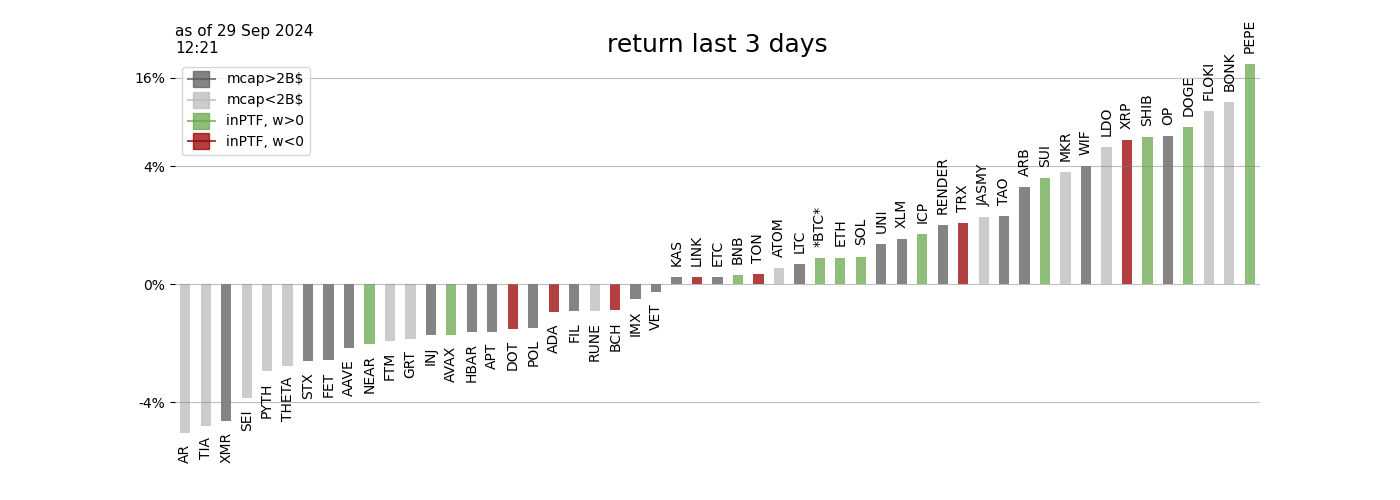 as of 29 Sep 2024
12:21
return last 3 days
mcap>2B$
mcap<2B$
inPTF, w>0
inPTF, w<0
16%
4%
0%
-4%
AR
TIA
XMR
SEI
PYTH
THETA
STX
FET
AAVE
NEAR
FTM
GRT
INJ
AVAX
HBAR
APT
DOT
POL
ADA
FIL
RUNE
BCH
IMX
VET
KAS
LINK
ETC
BNB
TON
ATOM
LTC
*BTC*
ETH
SOL
UNI
XLM
ICP
RENDER
TRX
JASMY
TAO
ARB
SUI
MKR
WIF
LDO
XRP
SHIB
OP
DOGE
FLOKI
BONK
PEPE